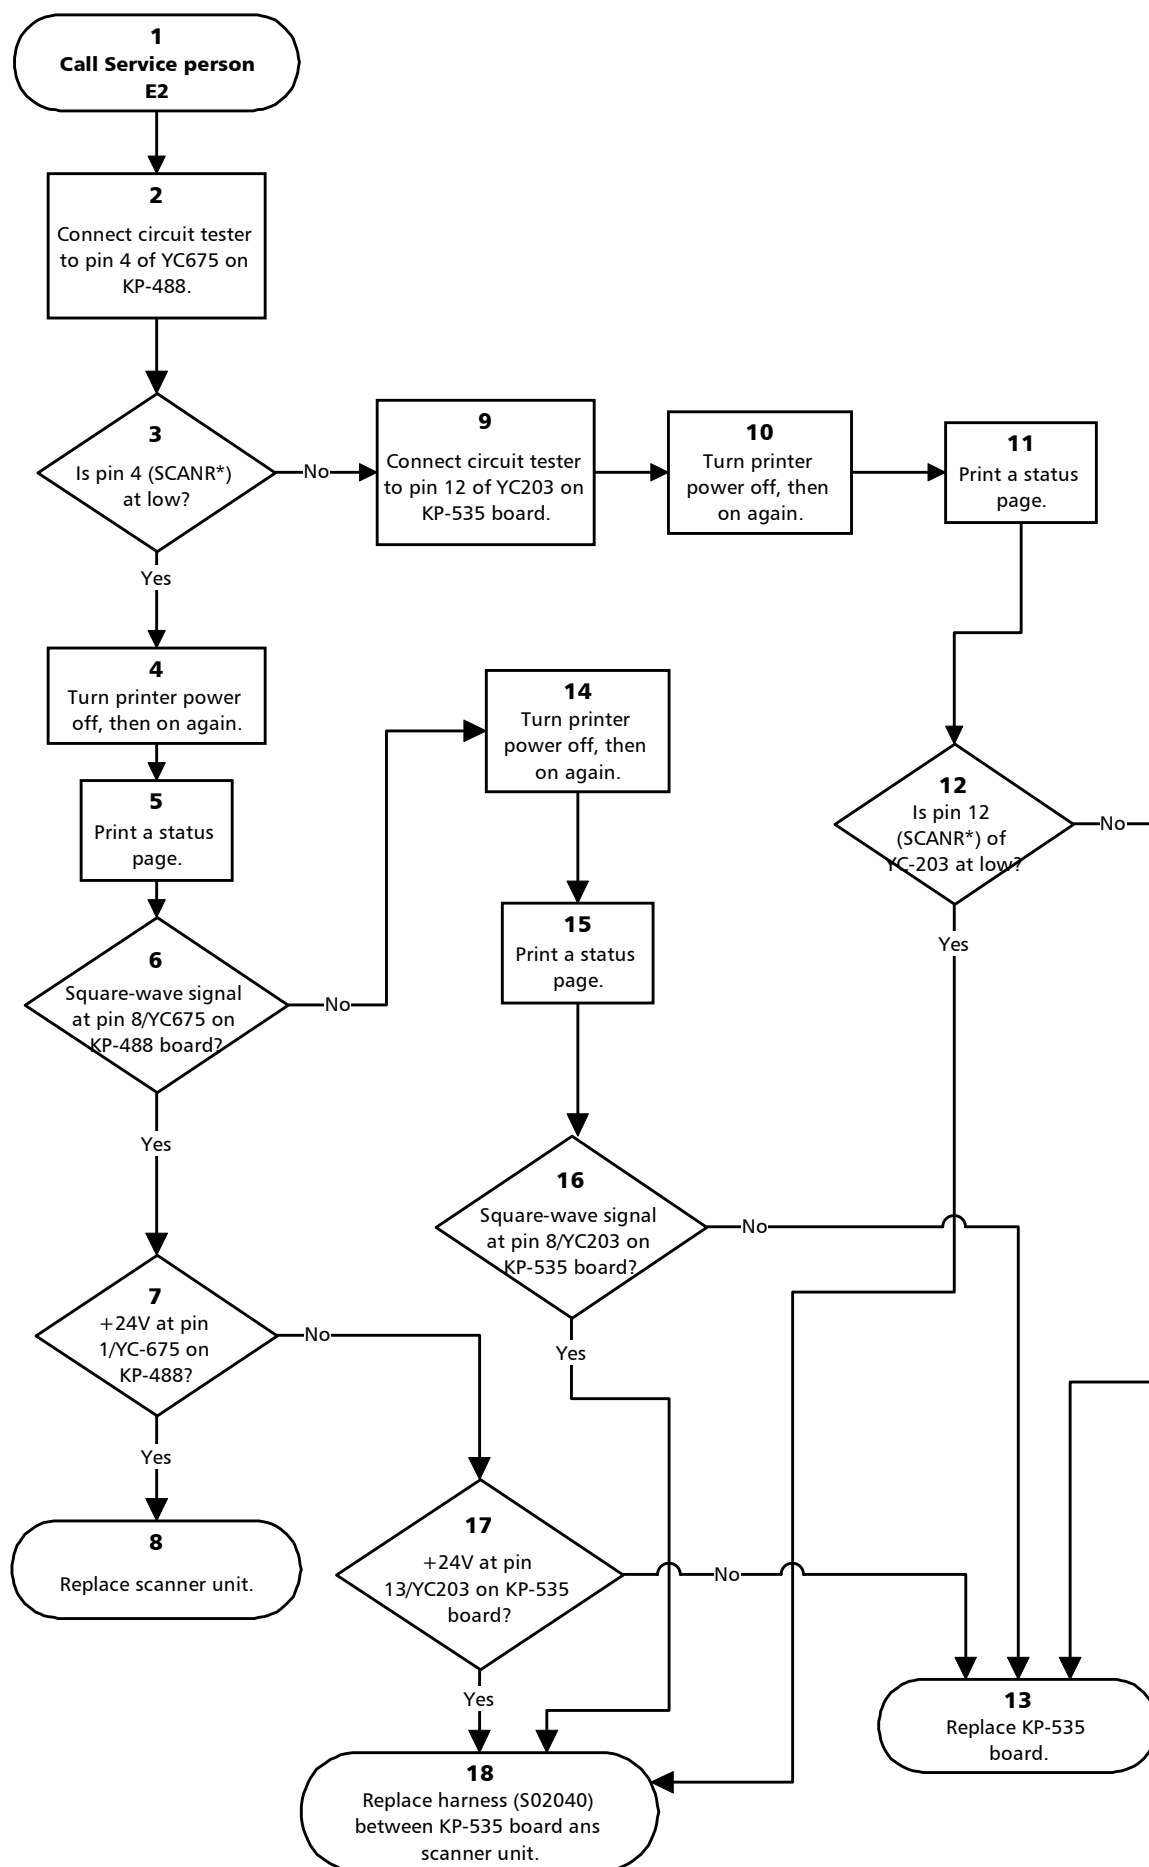 1
Call Service person
E2
2
Connect circuit tester
to pin 4 of YC675 on
KP-488.
3
Is pin 4 (SCANR*)
at low?
No
Yes
9
Connect circuit tester
to pin 12 of YC203 on
KP-535 board.
10
Turn printer
power off, then
on again.
11
Print a status
page.
4
Turn printer power
off, then on again.
5
Print a status
page.
6
Square-wave signal
at pin 8/YC675 on
KP-488 board?
No
Yes
14
Turn printer
power off, then
on again.
15
Print a status
page.
12
Is pin 12
(SCANR*) of
YC-203 at low?
No
Yes
16
Square-wave signal
at pin 8/YC203 on
KP-535 board?
No
Yes
7
+24V at pin
1/YC-675 on
KP-488?
No
Yes
8
Replace scanner unit.
17
+24V at pin
13/YC203 on KP-535
board?
No
Yes
13
Replace KP-535
board.
18
Replace harness (S02040)
between KP-535 board ans
scanner unit.